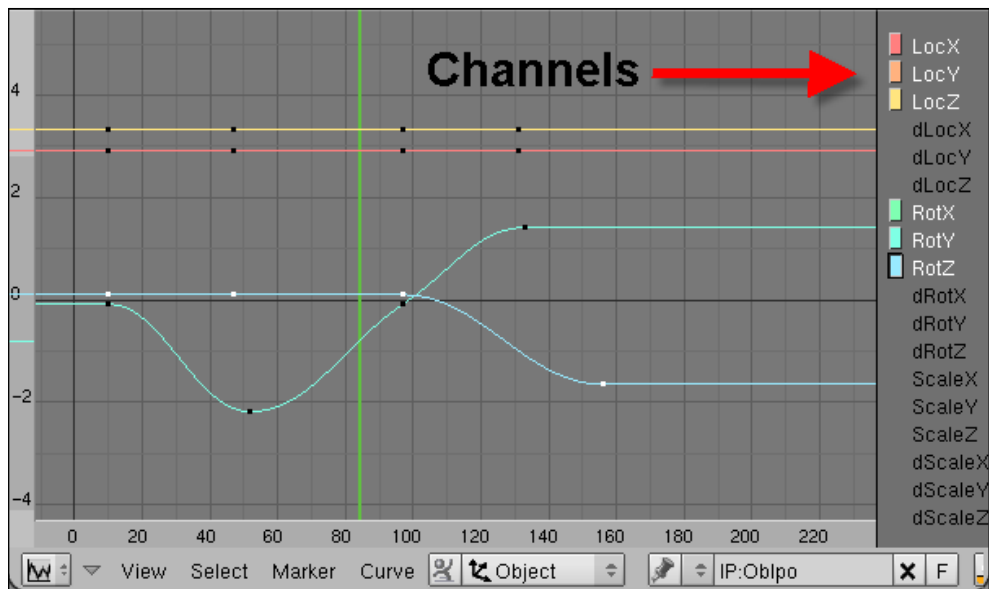 Channels
LocX
LocY
LocZ
dLocX
dLocY
dLocZ
RotX
RotY
RotZ
dRotX
dRotY
dRotZ
ScaleX
ScaleY
ScaleZ
dScaleX
dScaleY
dScaleZ
4
2
0
-2
-4
0 20 40 60 80 100 120 140 160 180 200 220
View Select Marker Curve Object IP:ObIpo X F